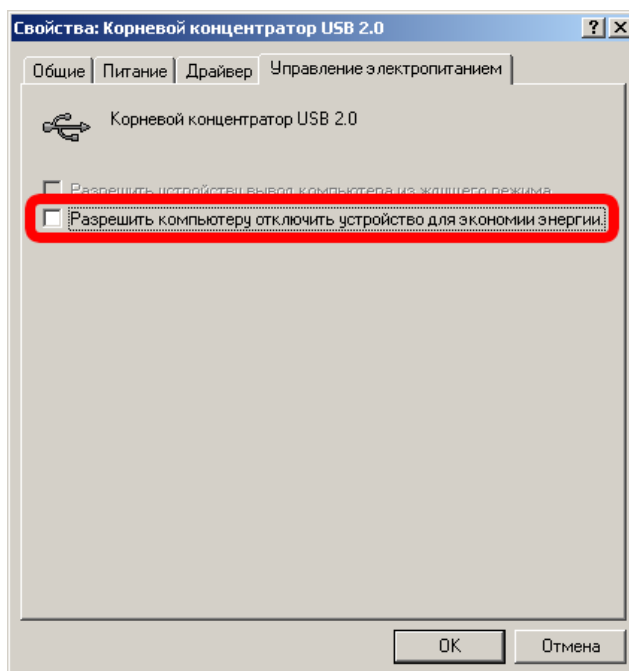 Свойства: Корневой концентратор USB 2.0
Общие Питание Драйвер Управление электропитанием
Корневой концентратор USB 2.0
Разрешить устройству вывод компьютера из ждущего режима
Разрешить компьютеру отключить устройство для экономии энергии.
OK Отмена